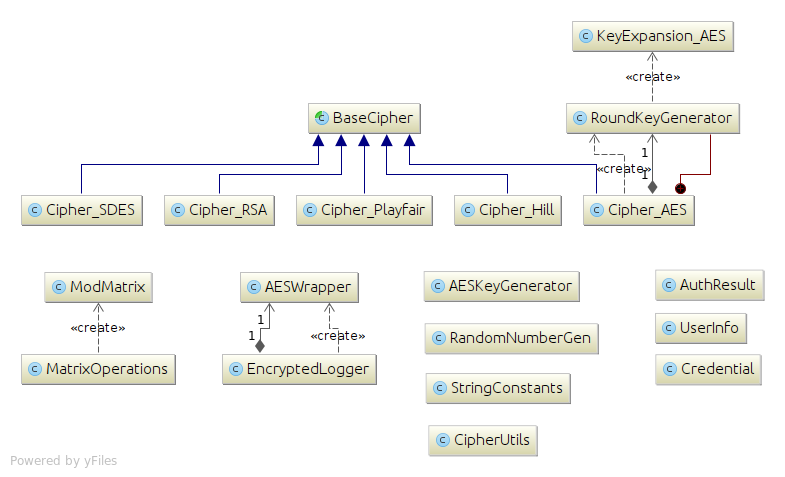 KeyExpansion_AES
«create»
BaseCipher
RoundKeyGenerator
1
«create»
1
Cipher_SDES
Cipher_RSA
Cipher_Playfair
Cipher_Hill
Cipher_AES
ModMatrix
AESWrapper
AESKeyGenerator
AuthResult
«create»
1
1
«create»
RandomNumberGen
UserInfo
MatrixOperations
EncryptedLogger
StringConstants
Credential
CipherUtils
Powered by yFiles